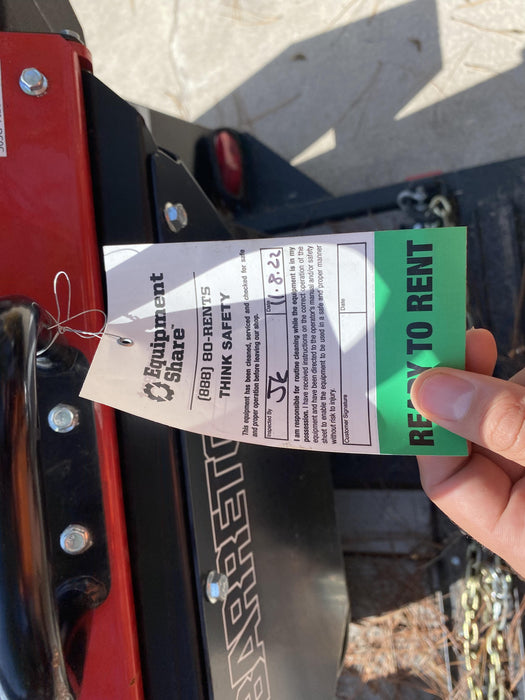 Equipment
Share
(888) 80-RENTS
THINK SAFETY
This equipment has been cleaned, serviced and checked for safe
and proper operation before leaving our shop.
Inspected By JK Date 11.8.22
I am responsible for routine cleaning while the equipment is in my
possession. I have received instructions on the correct operation of the
equipment and have been directed to the operator's manual and/or safety
sheet to enable the equipment to be used in a safe and proper manner
without risk to injury.
Customer Signature Date
READY TO RENT
BARRETO